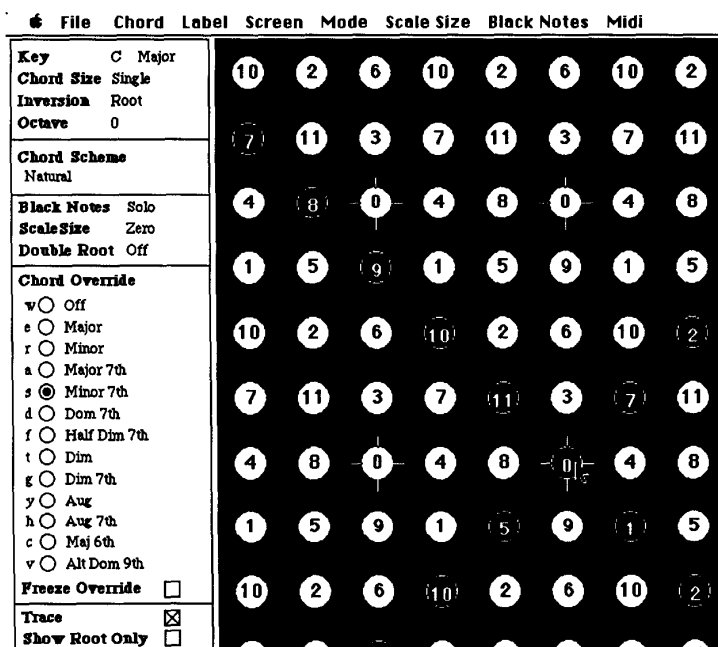 File Chord Label Screen Mode Scale Size Black Notes Midi
Key C Major
Chord Size Single
Inversion Root
Octave 0
Chord Scheme
Natural
Black Notes Solo
ScaleSize Zero
Double Root Off
Chord Override
w Off
e Major
r Minor
a Major 7th
s Minor 7th
d Dom 7th
f Half Dim 7th
t Dim
g Dim 7th
y Aug
h Aug 7th
c Maj 6th
v Alt Dom 9th
Freeze Override
Trace
Show Root Only
10 2 6 10 2 6 10 2
7 11 3 7 11 3 7 11
4 8 0 4 8 0 4 8
1 5 9 1 5 9 1 5
10 2 6 10 2 6 10 2
7 11 3 7 11 3 7 11
4 8 0 4 8 0 4 8
1 5 9 1 5 9 1 5
10 2 6 10 2 6 10 2